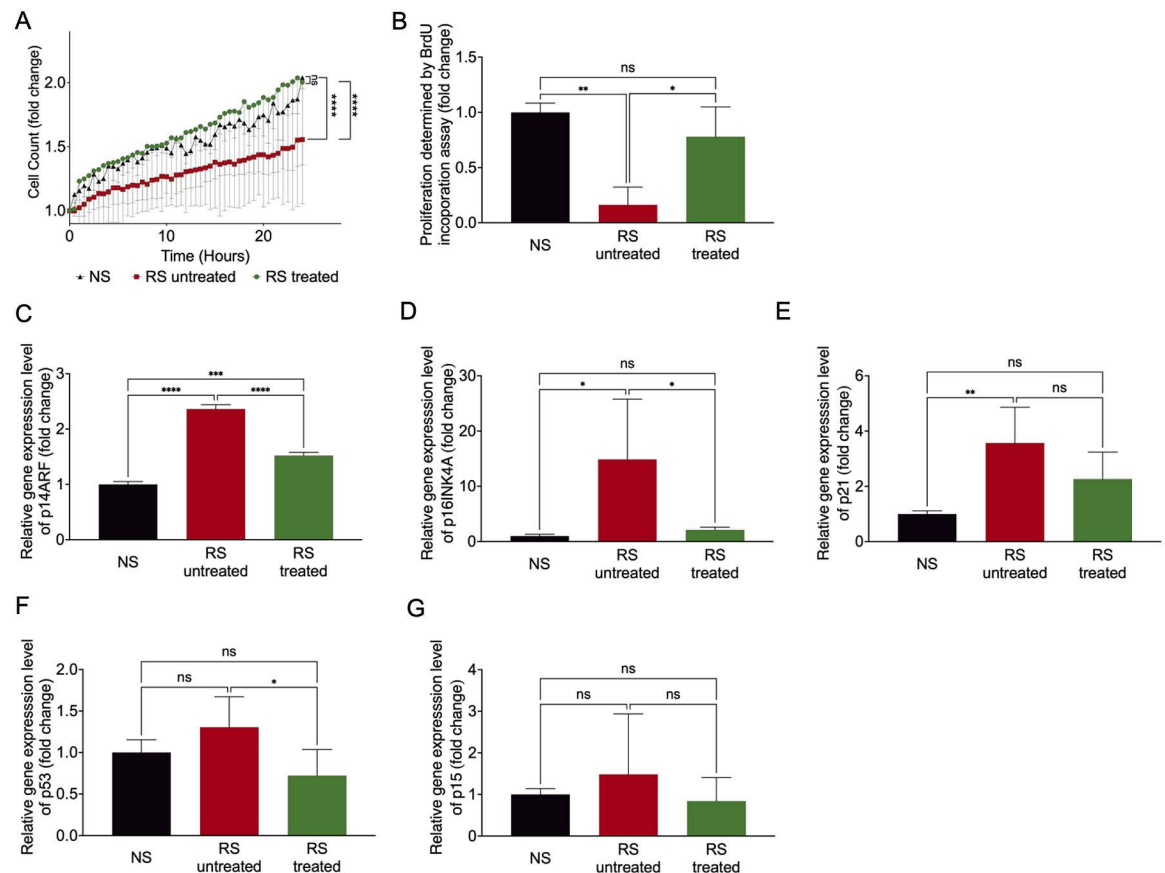 A
Cell Count (fold change)
2.0
1.5
1.0
0
10
20
Time (Hours)
ns
****
****
NS
RS untreated
RS treated
B
Proliferation determined by BrdU
incoporation assay (fold change)
1.5
1.0
0.5
0.0
ns
**
*
NS
RS
untreated
RS
treated
C
Relative gene expresssion level
of p14ARF (fold change)
3
2
1
0
***
****
****
NS
RS
untreated
RS
treated
D
Relative gene expresssion level
of p16INK4A (fold change)
30
20
10
0
ns
*
*
NS
RS
untreated
RS
treated
E
Relative gene expresssion level
of p21 (fold change)
6
4
2
0
ns
**
ns
NS
RS
untreated
RS
treated
F
Relative gene expresssion level
of p53 (fold change)
2.0
1.5
1.0
0.5
0.0
ns
ns
*
NS
RS
untreated
RS
treated
G
Relative gene expresssion level
of p15 (fold change)
4
3
2
1
0
ns
ns
ns
NS
RS
untreated
RS
treated